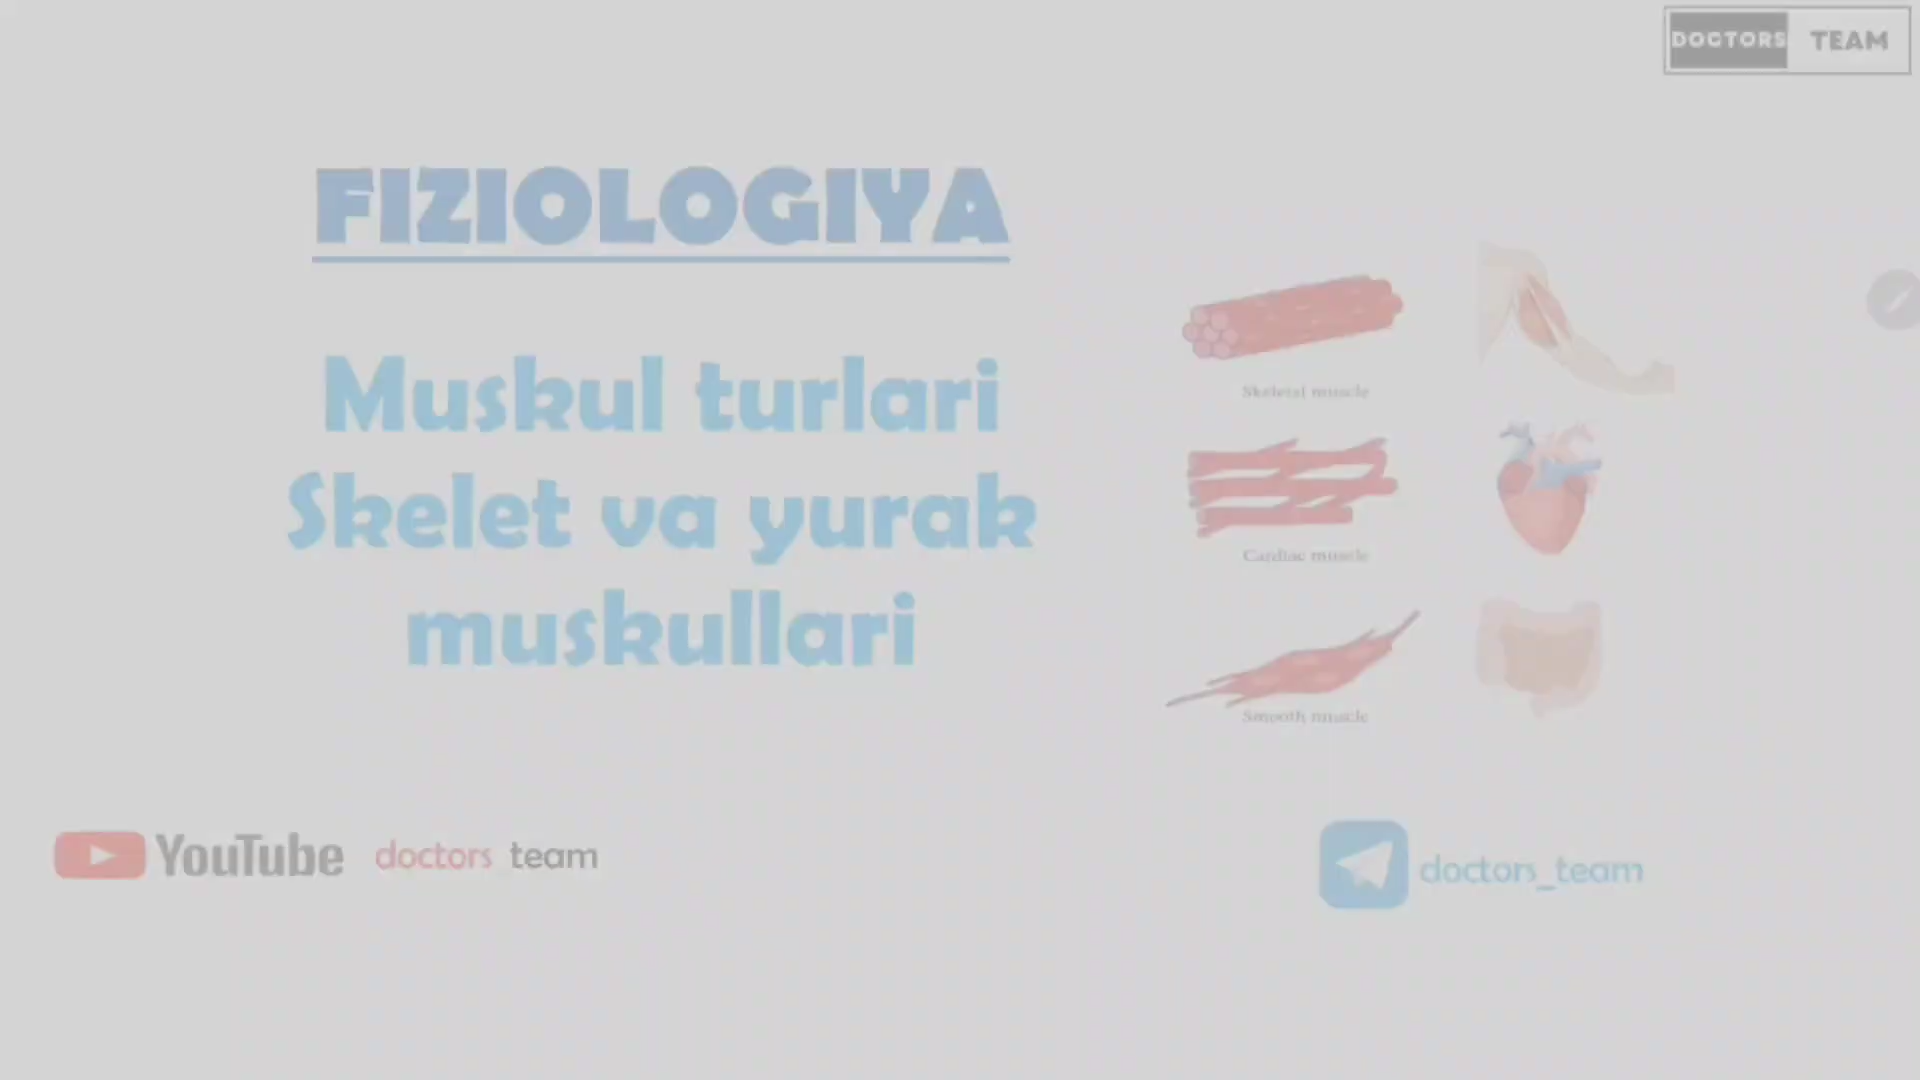 DOCTORS TEAM
FIZIOLOGIYA
Muskul turlari
Skelet va yurak
muskullari
Skeletal muscle
Cardiac muscle
Smooth muscle
YouTube doctors team
doctors_team